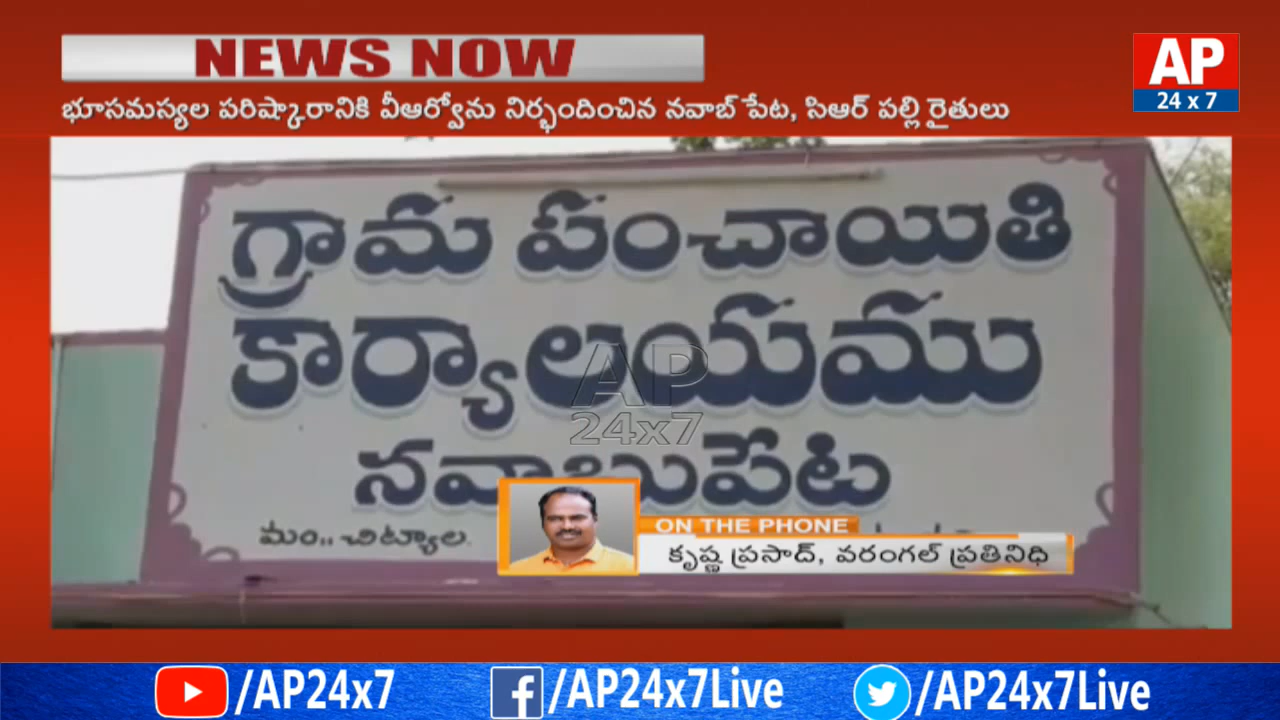 NEWS NOW
AP
24 x 7
భూసమస్యల పరిష్కారానికి వీఆర్వోను నిర్భందించిన నవాబ్ పేట, సిఆర్ పల్లి రైతులు
గ్రామ పంచాయితి
కార్యాలయము
నవాబుపేట
మం,, చిట్యాల.
AP
24x7
ON THE PHONE
కృష్ణ ప్రసాద్, వరంగల్ ప్రతినిధి
/AP24x7
/AP24x7Live
/AP24x7Live